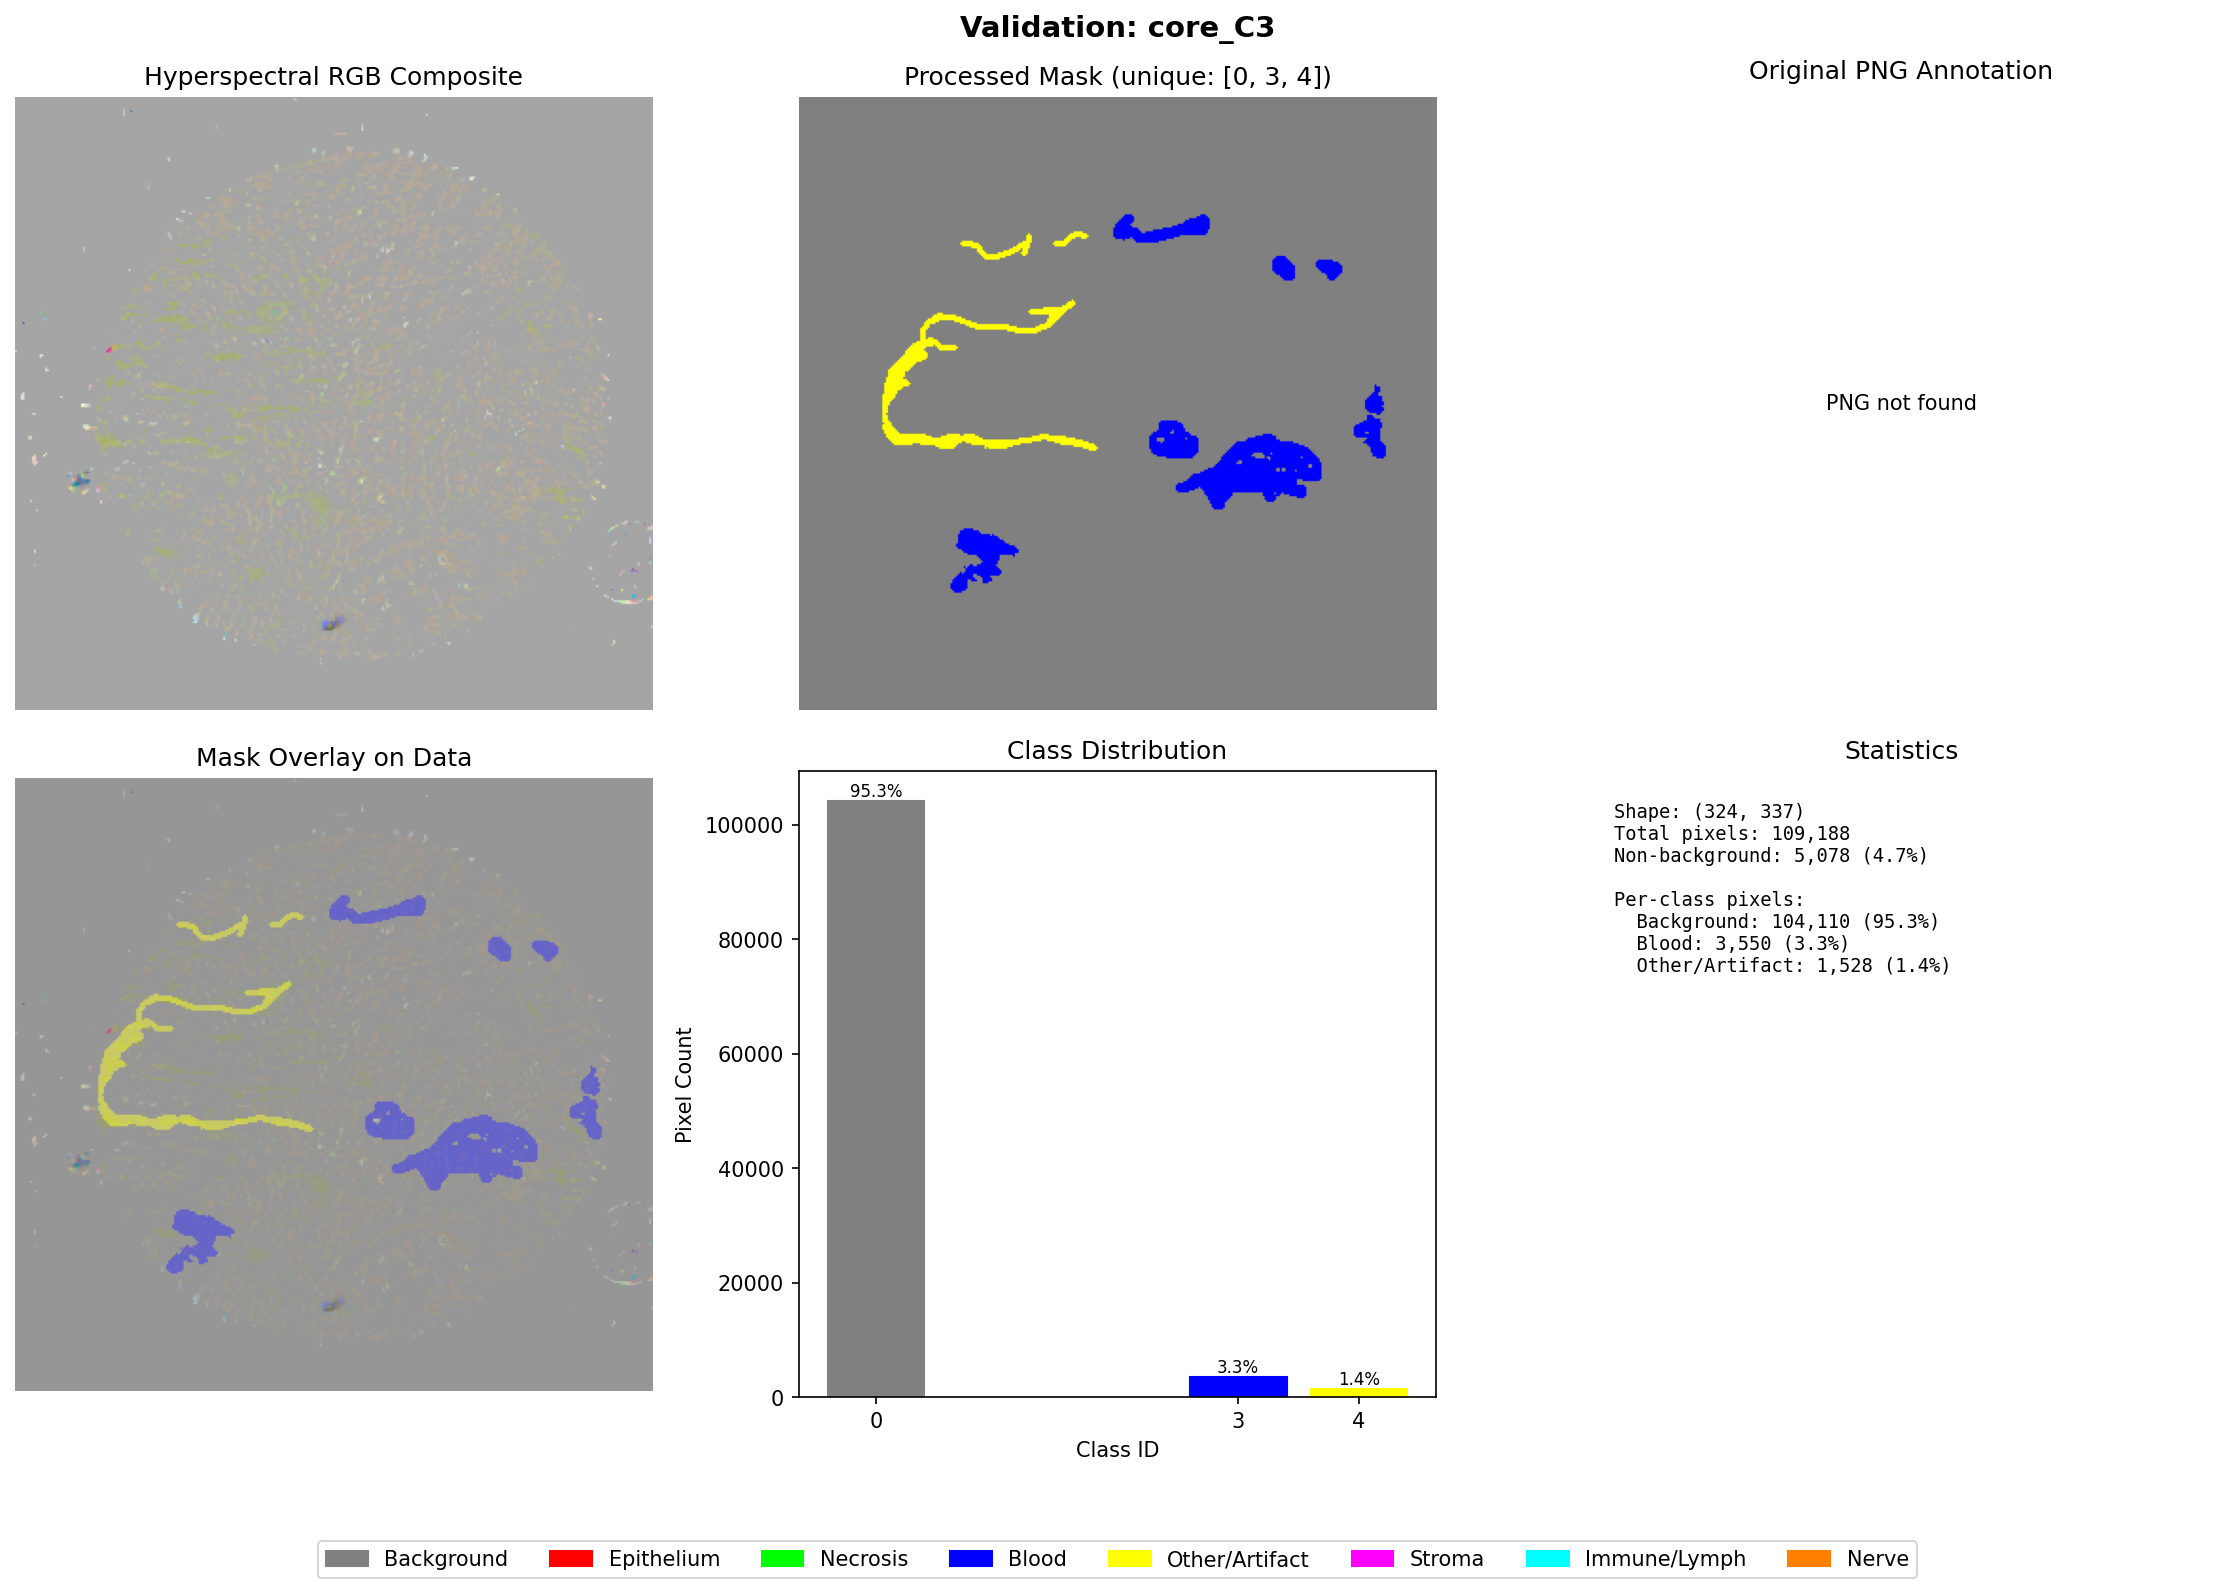 Validation: core_C3
Hyperspectral RGB Composite
Processed Mask (unique: [0, 3, 4])
Original PNG Annotation
PNG not found
Mask Overlay on Data
Class Distribution
95.3%
3.3%
1.4%
100000
80000
60000
40000
20000
0
Pixel Count
0
3
4
Class ID
Statistics
Shape: (324, 337)
Total pixels: 109,188
Non-background: 5,078 (4.7%)
Per-class pixels:
Background: 104,110 (95.3%)
Blood: 3,550 (3.3%)
Other/Artifact: 1,528 (1.4%)
Background
Epithelium
Necrosis
Blood
Other/Artifact
Stroma
Immune/Lymph
Nerve